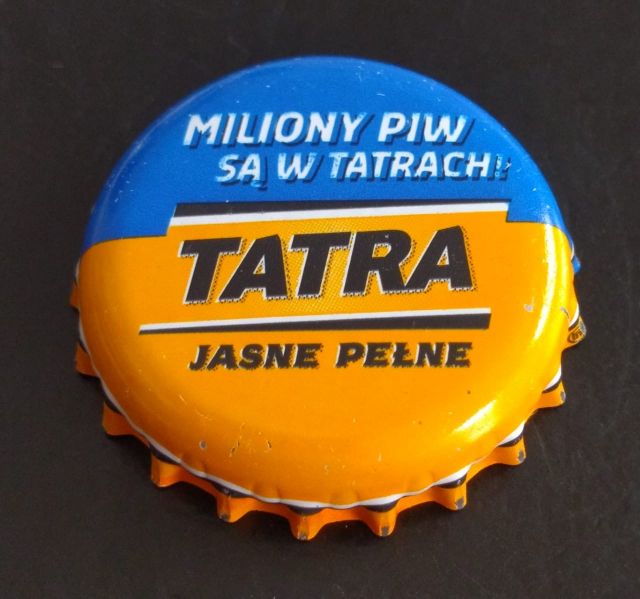 MILIONY PIW
SĄ W TATRACH!!
TATRA
JASNE PEŁNE